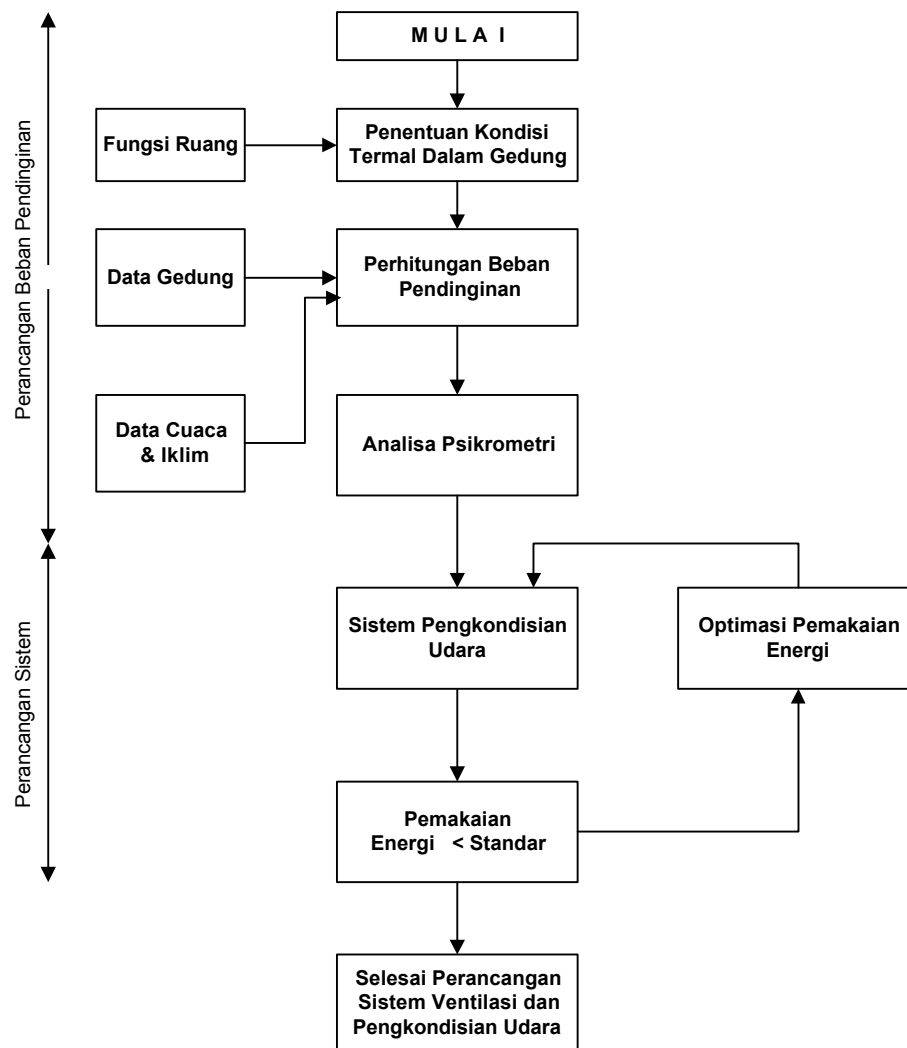 M U L A I
Fungsi Ruang
Penentuan Kondisi
Termal Dalam Gedung
Perancangan Beban Pendinginan
Data Gedung
Perhitungan Beban
Pendinginan
Data Cuaca
& Iklim
Analisa Psikrometri
Perancangan Sistem
Sistem Pengkondisian
Udara
Optimasi Pemakaian
Energi
Pemakaian
Energi < Standar
Selesai Perancangan
Sistem Ventilasi dan
Pengkondisian Udara